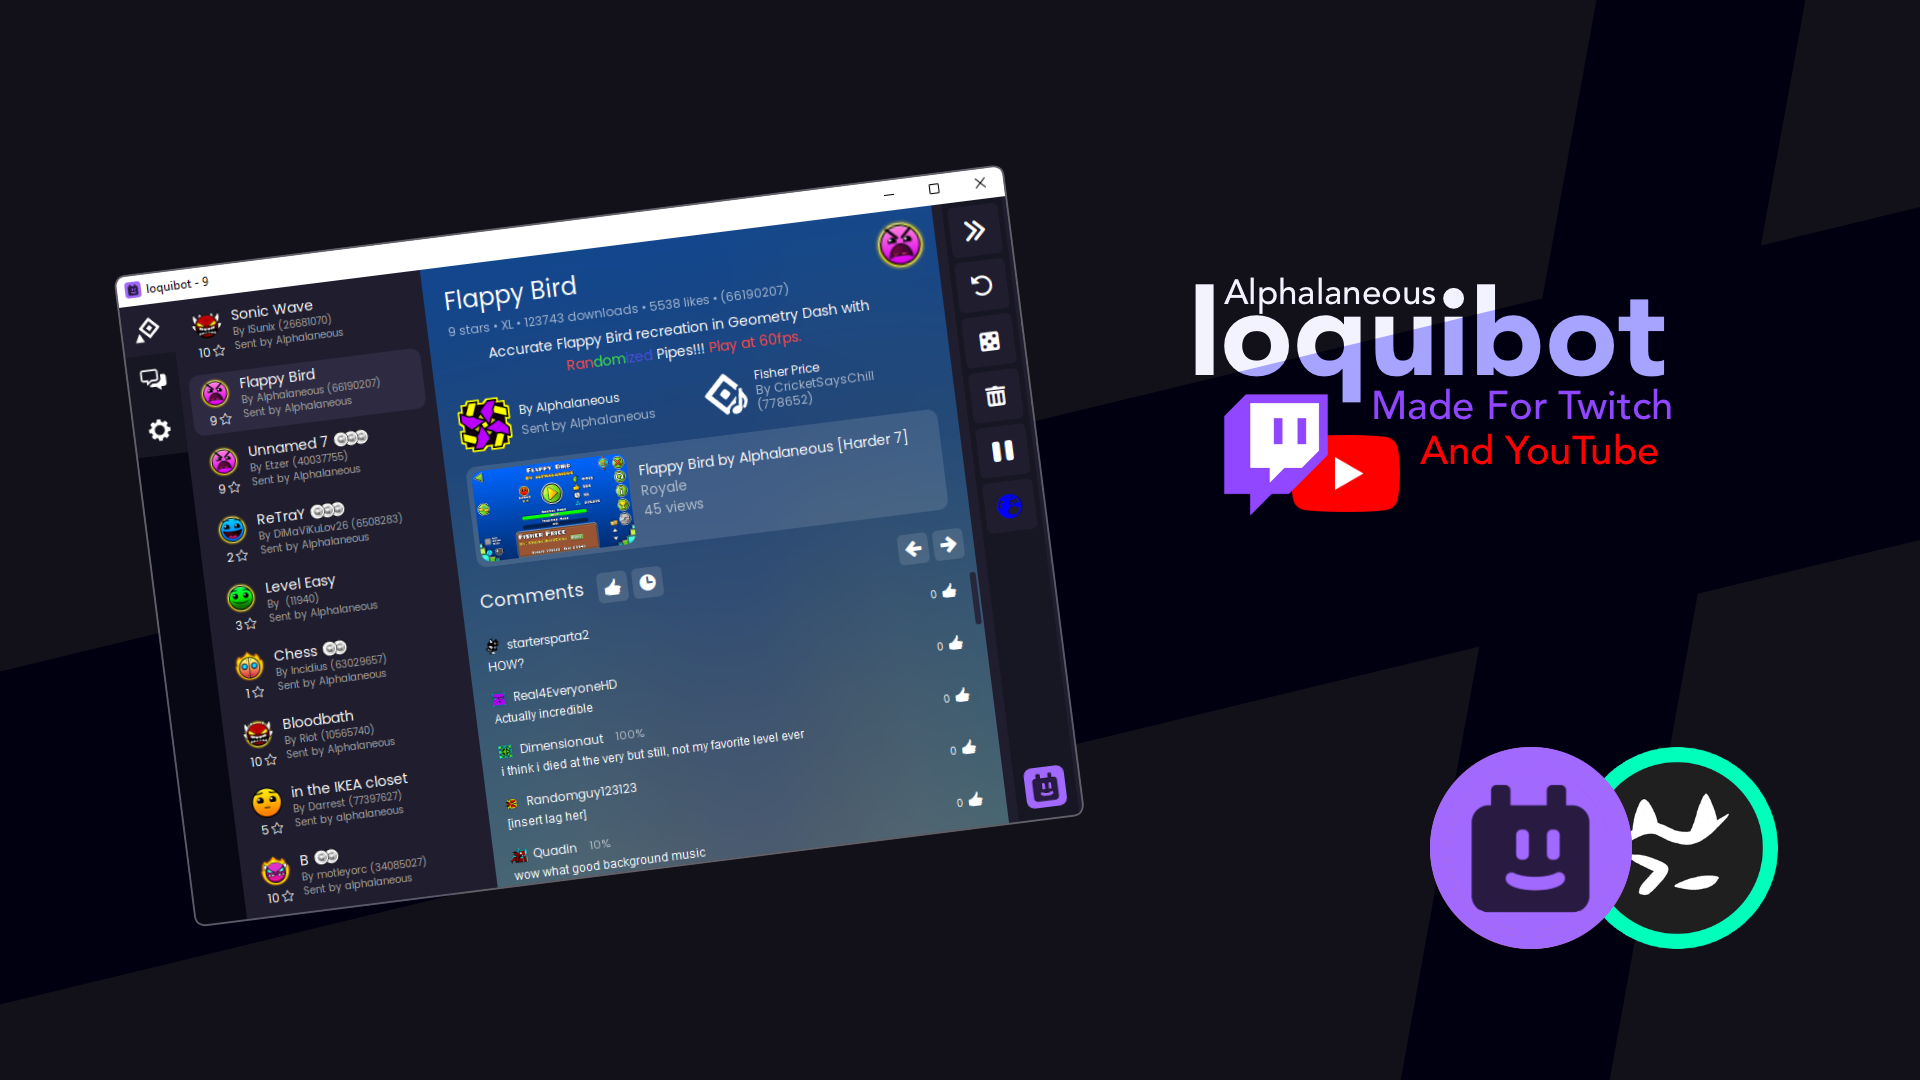 loquibot - 9
Sonic Wave
By lSunix (26681070)
Sent by Alphalaneous
10
Flappy Bird
By Alphalaneous (66190207)
Sent by Alphalaneous
9
Unnamed 7
By Etzer (40037755)
Sent by Alphalaneous
9
ReTraY
By DiMaViKuLov26 (6508283)
Sent by Alphalaneous
2
Level Easy
By (11940)
Sent by Alphalaneous
3
Chess
By Incidius (63029657)
Sent by Alphalaneous
1
Bloodbath
By Riot (10565740)
Sent by Alphalaneous
10
in the IKEA closet
By Darrest (77397627)
Sent by alphalaneous
5
B
By motleyorc (34085027)
Sent by alphalaneous
10
Flappy Bird
9 stars • XL • 123743 downloads • 5538 likes • (66190207)
Accurate Flappy Bird recreation in Geometry Dash with
Randomized Pipes!!! Play at 60fps.
By Alphalaneous
Sent by Alphalaneous
Fisher Price
By CricketSaysChill
(778652)
FLAPPY BIRD
FISHER PRICE
Flappy Bird by Alphalaneous [Harder 7]
Royale
45 views
Comments
startersparta2
HOW?
0
Real4EveryoneHD
Actually incredible
0
Dimensionaut 100%
i think i died at the very but still, not my favorite level ever
0
Randomguy123123
[insert lag her]
0
Quadin 10%
wow what good background music
0
Alphalaneous
loquibot
Made For Twitch
And YouTube